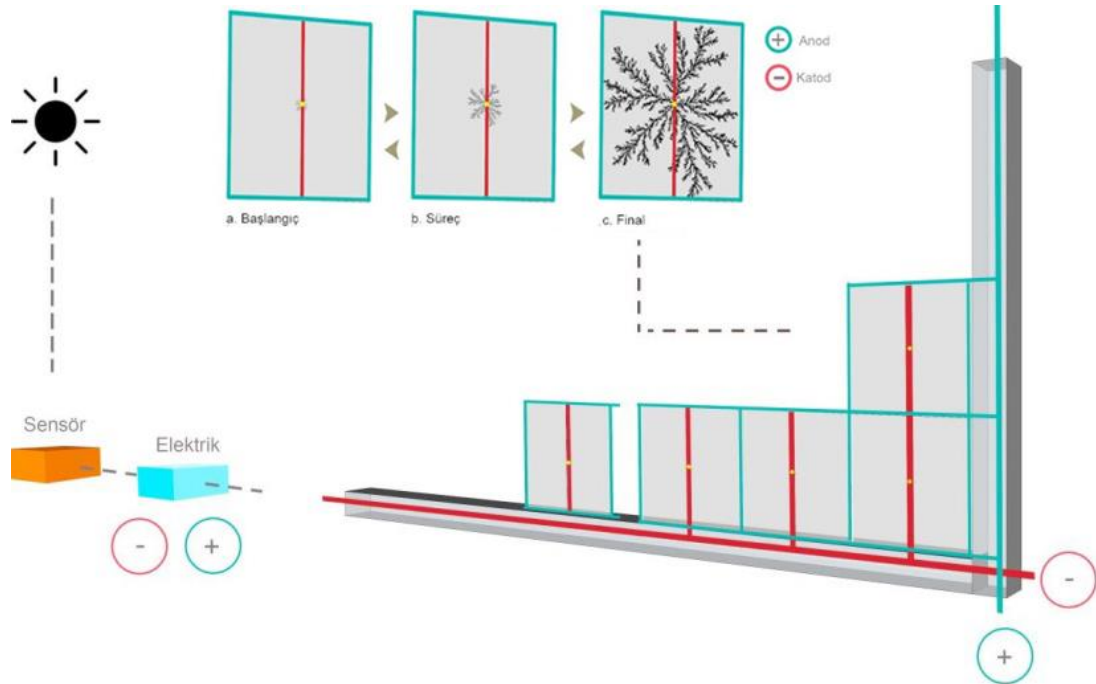 + Anod
- Katod
a. Başlangıç
b. Süreç
c. Final
Sensör
Elektrik
- +
-
+